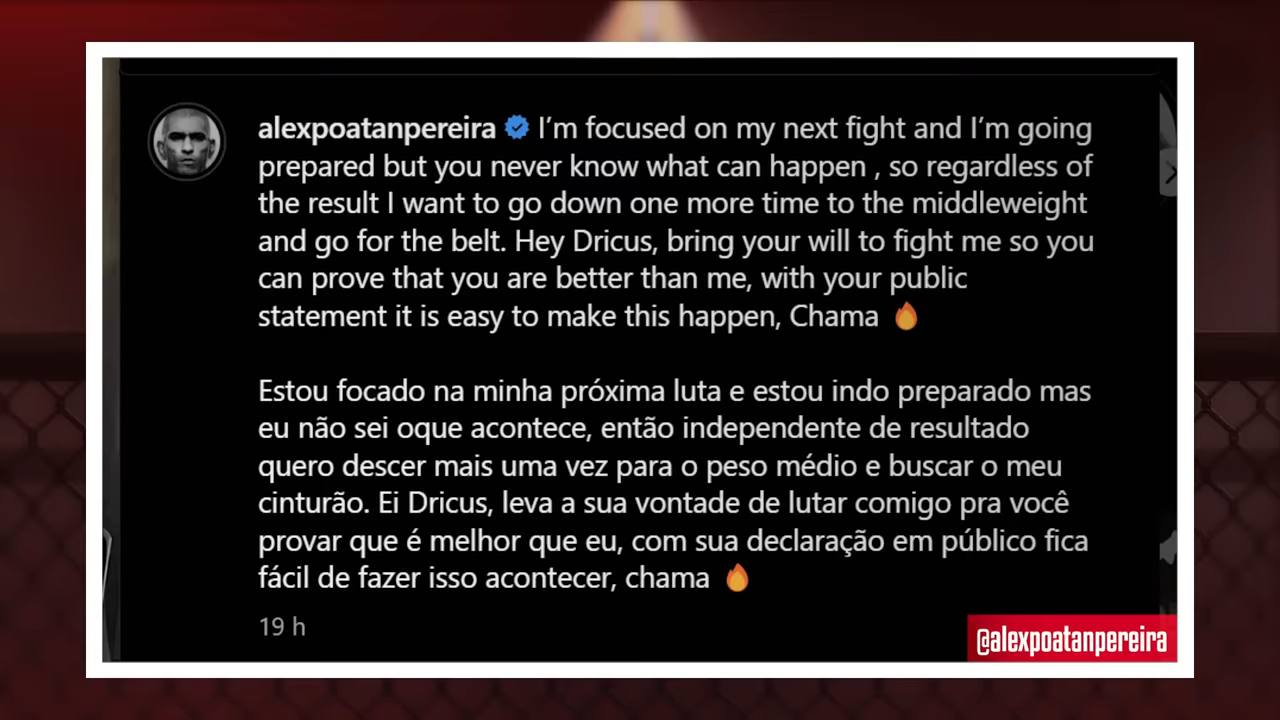 alexpoatanpereira I’m focused on my next fight and I’m going
prepared but you never know what can happen , so regardless of
the result I want to go down one more time to the middleweight
and go for the belt. Hey Dricus, bring your will to fight me so you
can prove that you are better than me, with your public
statement it is easy to make this happen, Chama 🔥
Estou focado na minha próxima luta e estou indo preparado mas
eu não sei oque acontece, então independente de resultado
quero descer mais uma vez para o peso médio e buscar o meu
cinturão. Ei Dricus, leva a sua vontade de lutar comigo pra você
provar que é melhor que eu, com sua declaração em público fica
fácil de fazer isso acontecer, chama 🔥
19 h
@alexpoatanpereira